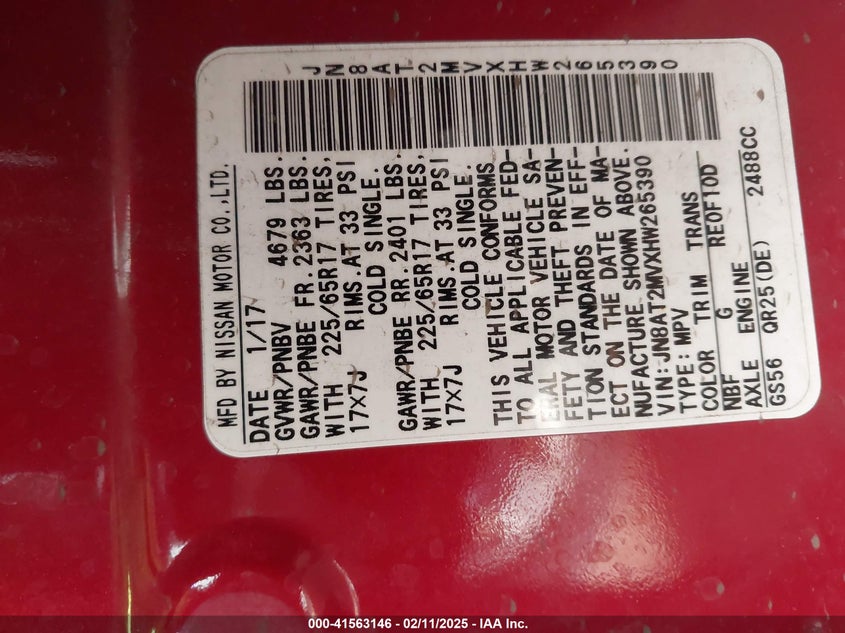 JN8AT2MVXHW265390
MFD BY NISSAN MOTOR CO.,LTD.
DATE 1/17
GVWR/PNBV 4679 LBS.
GAWR/PNBE FR.2363 LBS.
WITH 225/65R17 TIRES,
17X7J RIMS.AT 33 PSI
COLD SINGLE.
GAWR/PNBE RR.2401 LBS.
WITH 225/65R17 TIRES,
17X7J RIMS.AT 33 PSI
COLD SINGLE.
THIS VEHICLE CONFORMS
TO ALL APPLICABLE FED-
ERAL MOTOR VEHICLE SA-
FETY AND THEFT PREVEN-
TION STANDARDS IN EFF-
ECT ON THE DATE OF MA-
NUFACTURE SHOWN ABOVE.
VIN:JN8AT2MVXHW265390
TYPE:MPV
COLOR TRIM TRANS
NBF G RE0F10D
AXLE ENGINE
GS56 QR25(DE) 2488CC
000-41563146 - 02/11/2025 - IAA Inc.